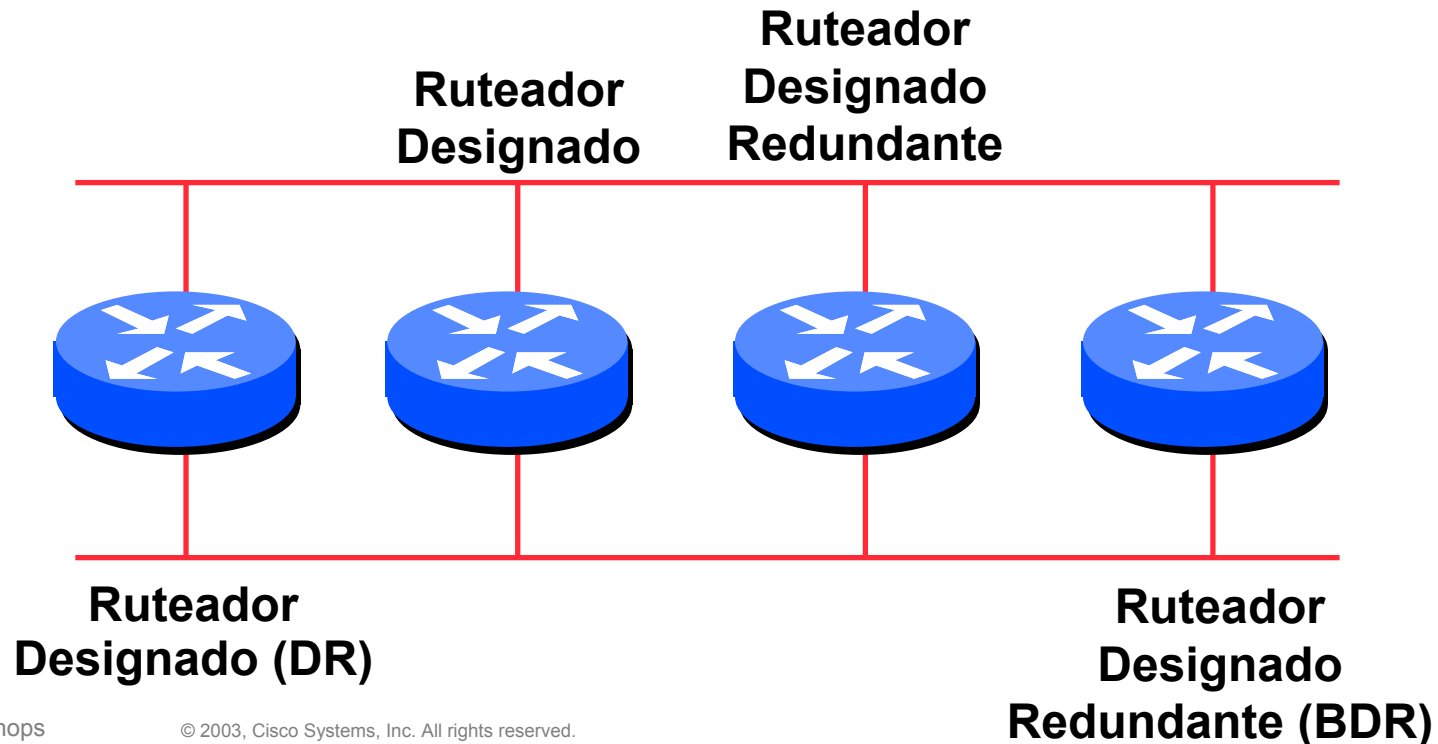 Ruteador
Designado
Ruteador
Designado
Redundante
Ruteador
Designado (DR)
Ruteador
Designado
Redundante (BDR)
© 2003, Cisco Systems, Inc. All rights reserved.